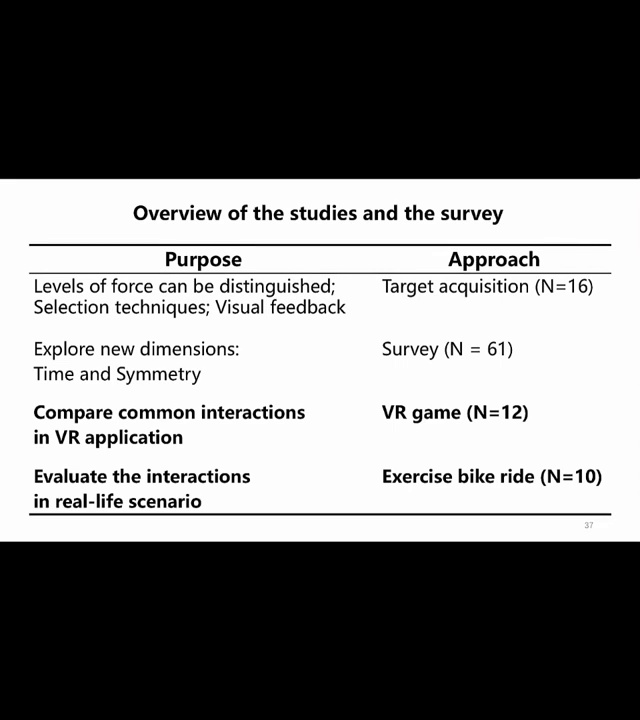 Overview of the studies and the survey
Purpose
Approach
Levels of force can be distinguished;
Selection techniques; Visual feedback
Target acquisition (N=16)
Explore new dimensions:
Time and Symmetry
Survey (N = 61)
Compare common interactions
in VR application
VR game (N=12)
Evaluate the interactions
in real-life scenario
Exercise bike ride (N=10)
37